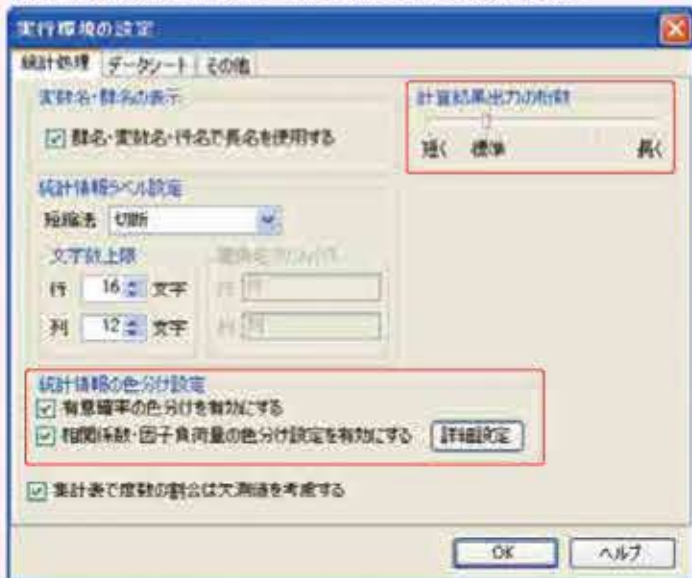 実行環境の設定
統計処理 データシート その他
変数名・群名の表示
群名・変数名・行名で長名を使用する
計算結果出力の桁数
短く 標準 長く
統計情報ラベル設定
短縮法 切断
文字数上限
行 16 文字
行 行
列 12 文字
列 列
統計情報の色分け設定
有意確率の色分けを有効にする
相関係数・因子負荷量の色分け設定を有効にする 詳細設定
集計表で度数の割合は欠測値を考慮する
OK ヘルプ